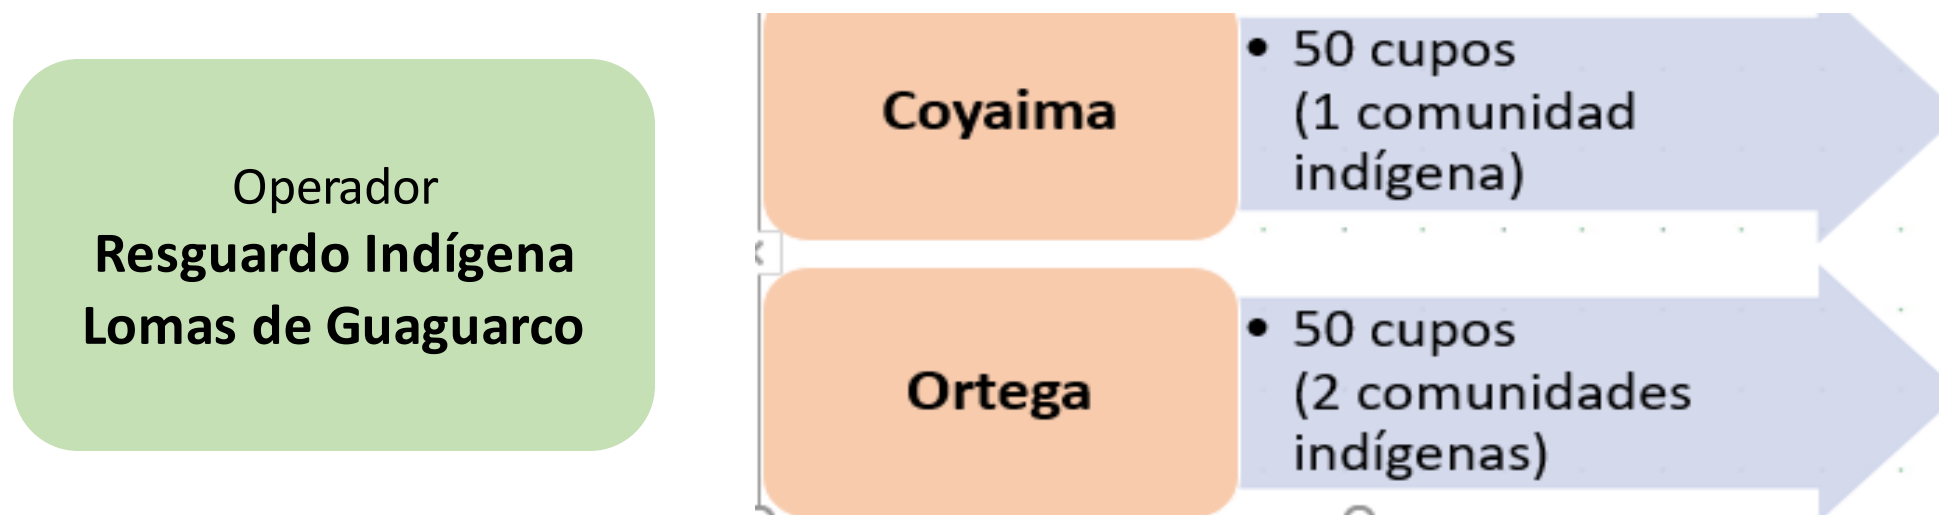 Operador
Resguardo Indígena
Lomas de Guaguarco
Coyaima
• 50 cupos
(1 comunidad
indígena)
Ortega
• 50 cupos
(2 comunidades
indígenas)